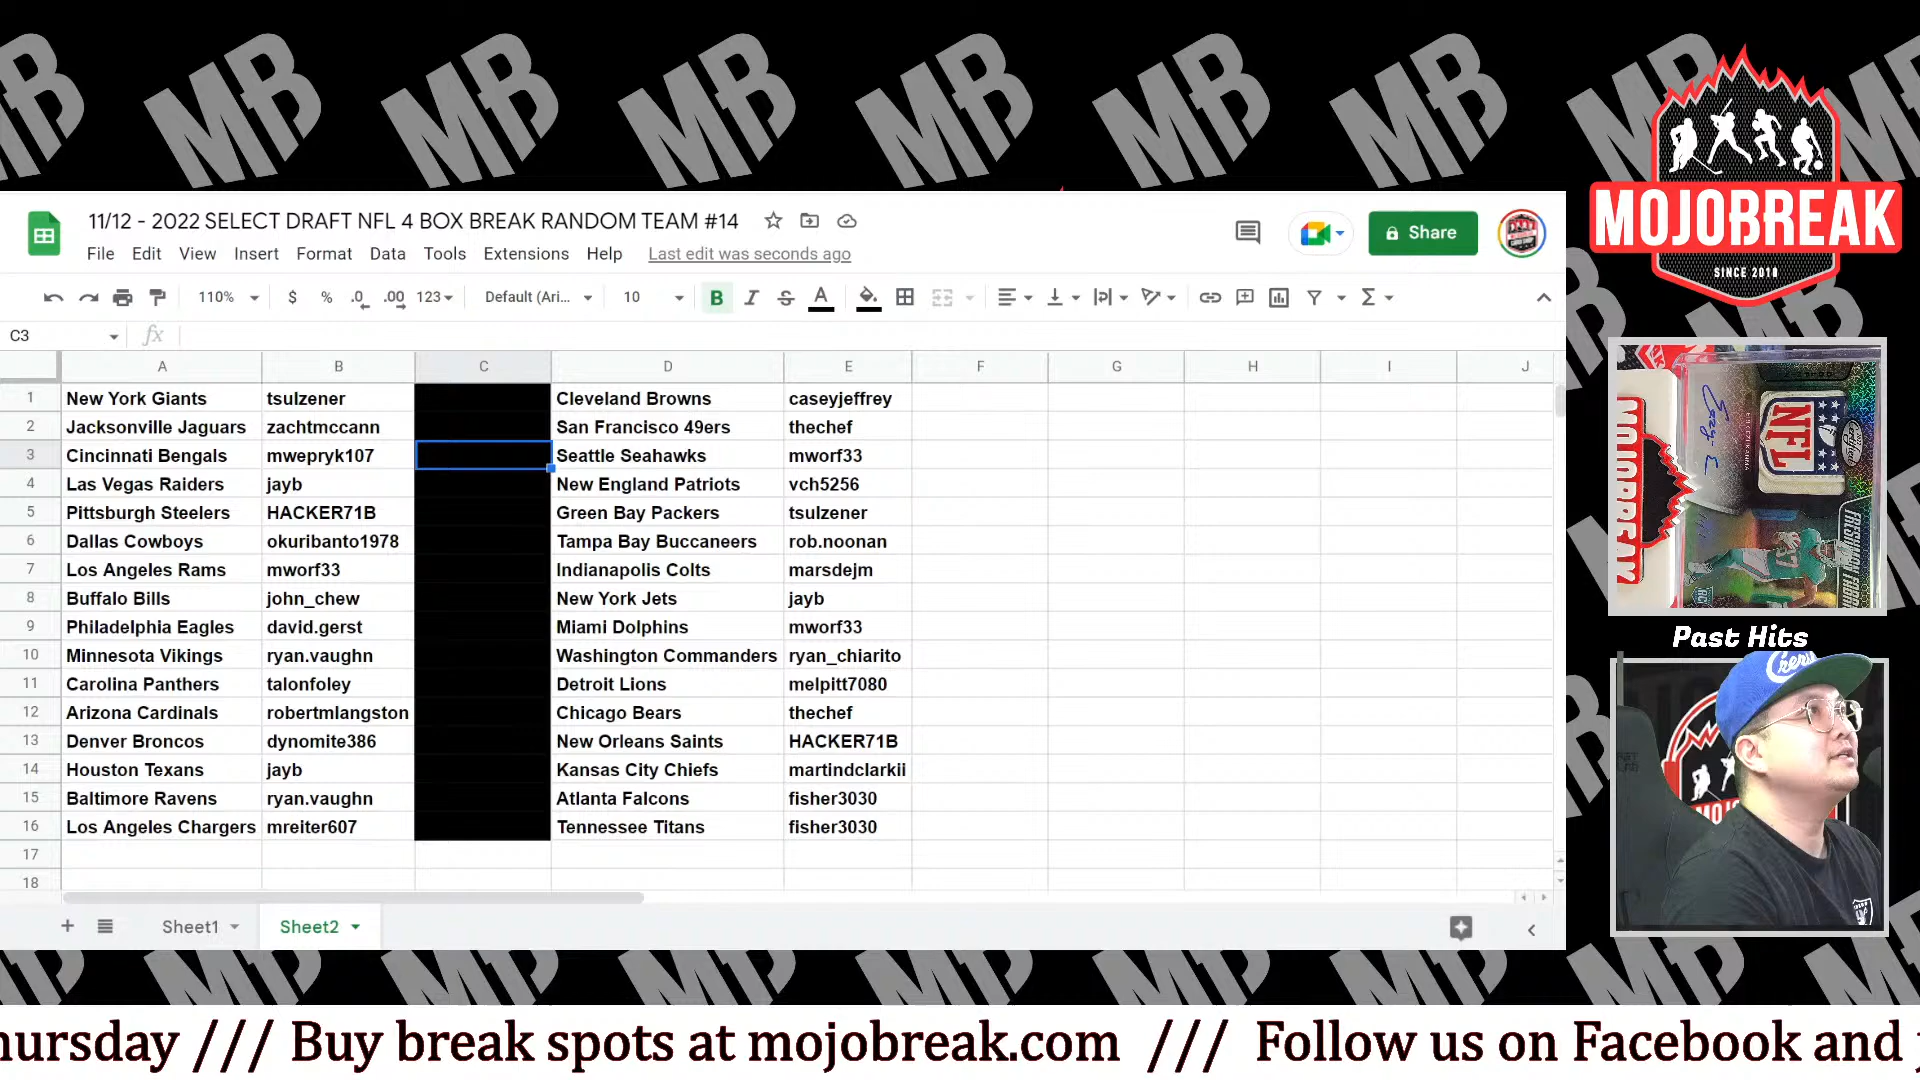 11/12 - 2022 SELECT DRAFT NFL 4 BOX BREAK RANDOM TEAM #14
File Edit View Insert Format Data Tools Extensions Help Last edit was seconds ago
Share
110% $ % .0 .00 123 Default (Ari... 10 B I S A
C3 fx
A B C D E F G H I J
1 New York Giants tsulzener Cleveland Browns caseyjeffrey
2 Jacksonville Jaguars zachtmccann San Francisco 49ers thechef
3 Cincinnati Bengals mwepryk107 Seattle Seahawks mworf33
4 Las Vegas Raiders jayb New England Patriots vch5256
5 Pittsburgh Steelers HACKER71B Green Bay Packers tsulzener
6 Dallas Cowboys okuribanto1978 Tampa Bay Buccaneers rob.noonan
7 Los Angeles Rams mworf33 Indianapolis Colts marsdejm
8 Buffalo Bills john_chew New York Jets jayb
9 Philadelphia Eagles david.gerst Miami Dolphins mworf33
10 Minnesota Vikings ryan.vaughn Washington Commanders ryan_chiarito
11 Carolina Panthers talonfoley Detroit Lions melpitt7080
12 Arizona Cardinals robertmlangston Chicago Bears thechef
13 Denver Broncos dynomite386 New Orleans Saints HACKER71B
14 Houston Texans jayb Kansas City Chiefs martindclarkii
15 Baltimore Ravens ryan.vaughn Atlanta Falcons fisher3030
16 Los Angeles Chargers mreiter607 Tennessee Titans fisher3030
17
18
Sheet1 Sheet2
MOJOBREAK
SINCE 2010
MOJOBREAK
NFL
Past Hits
hursday /// Buy break spots at mojobreak.com /// Follow us on Facebook and